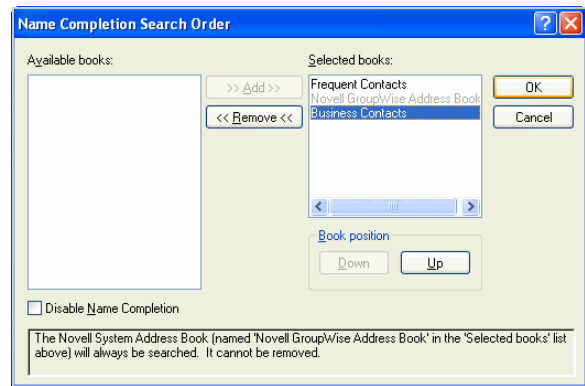 Name Completion Search Order
Available books:
Selected books:
>> Add >>
<< Remove <<
Frequent Contacts
Novell GroupWise Address Book
Business Contacts
OK
Cancel
Book position
Down
Up
Disable Name Completion
The Novell System Address Book (named 'Novell GroupWise Address Book' in the 'Selected books' list
above) will always be searched.  It cannot be removed.